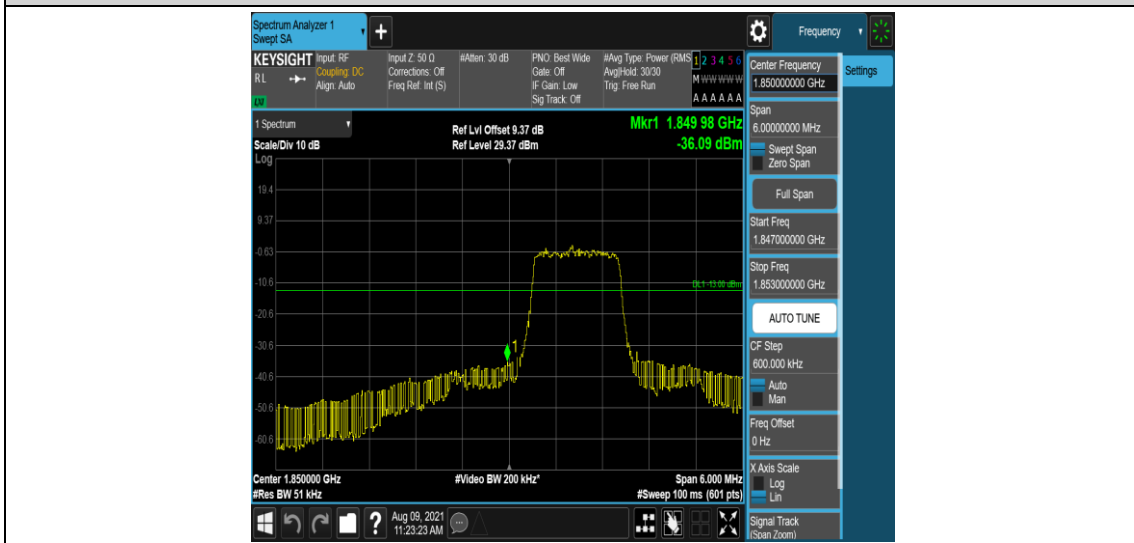 Spectrum Analyzer 1
Swept SA
Frequency
KEYSIGHT
RL
LXI
Input: RF
Coupling: DC
Align: Auto
Input Z: 50 Ω
Corrections: Off
Freq Ref: Int (S)
#Atten: 30 dB
PNO: Best Wide
Gate: Off
IF Gain: Low
Sig Track: Off
#Avg Type: Power (RMS
Avg|Hold: 30/30
Trig: Free Run
1 2 3 4 5 6
M W W W W W
A A A A A A
1 Spectrum
Scale/Div 10 dB
Log
Ref Lvl Offset 9.37 dB
Ref Level 29.37 dBm
Mkr1 1.849 98 GHz
-36.09 dBm
19.4
9.37
-0.63
-10.6
DL1 -13.00 dBm
-20.6
-30.6
1
-40.6
-50.6
-60.6
Center 1.850000 GHz
#Res BW 51 kHz
#Video BW 200 kHz*
Span 6.000 MHz
#Sweep 100 ms (601 pts)
Aug 09, 2021
11:23:23 AM
Center Frequency
1.850000000 GHz
Settings
Span
6.00000000 MHz
Swept Span
Zero Span
Full Span
Start Freq
1.847000000 GHz
Stop Freq
1.853000000 GHz
AUTO TUNE
CF Step
600.000 kHz
Auto
Man
Freq Offset
0 Hz
X Axis Scale
Log
Lin
Signal Track
(Span Zoom)